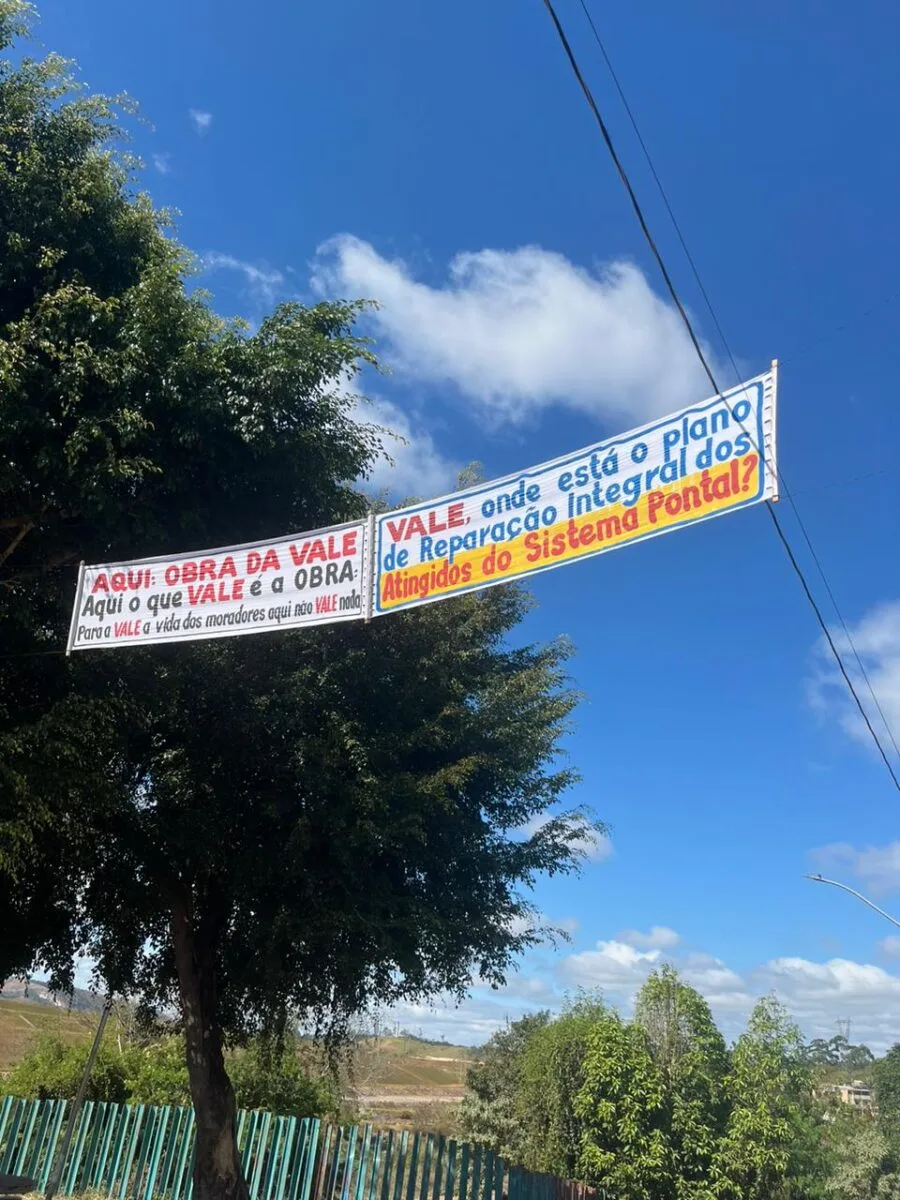 AQUI: OBRA DA VALE
Aqui o que VALE é a OBRA.
Para a VALE a vida dos moradores aqui não VALE nada
VALE, onde está o plano
de Reparação Integral dos
Atingidos do Sistema Pontal?